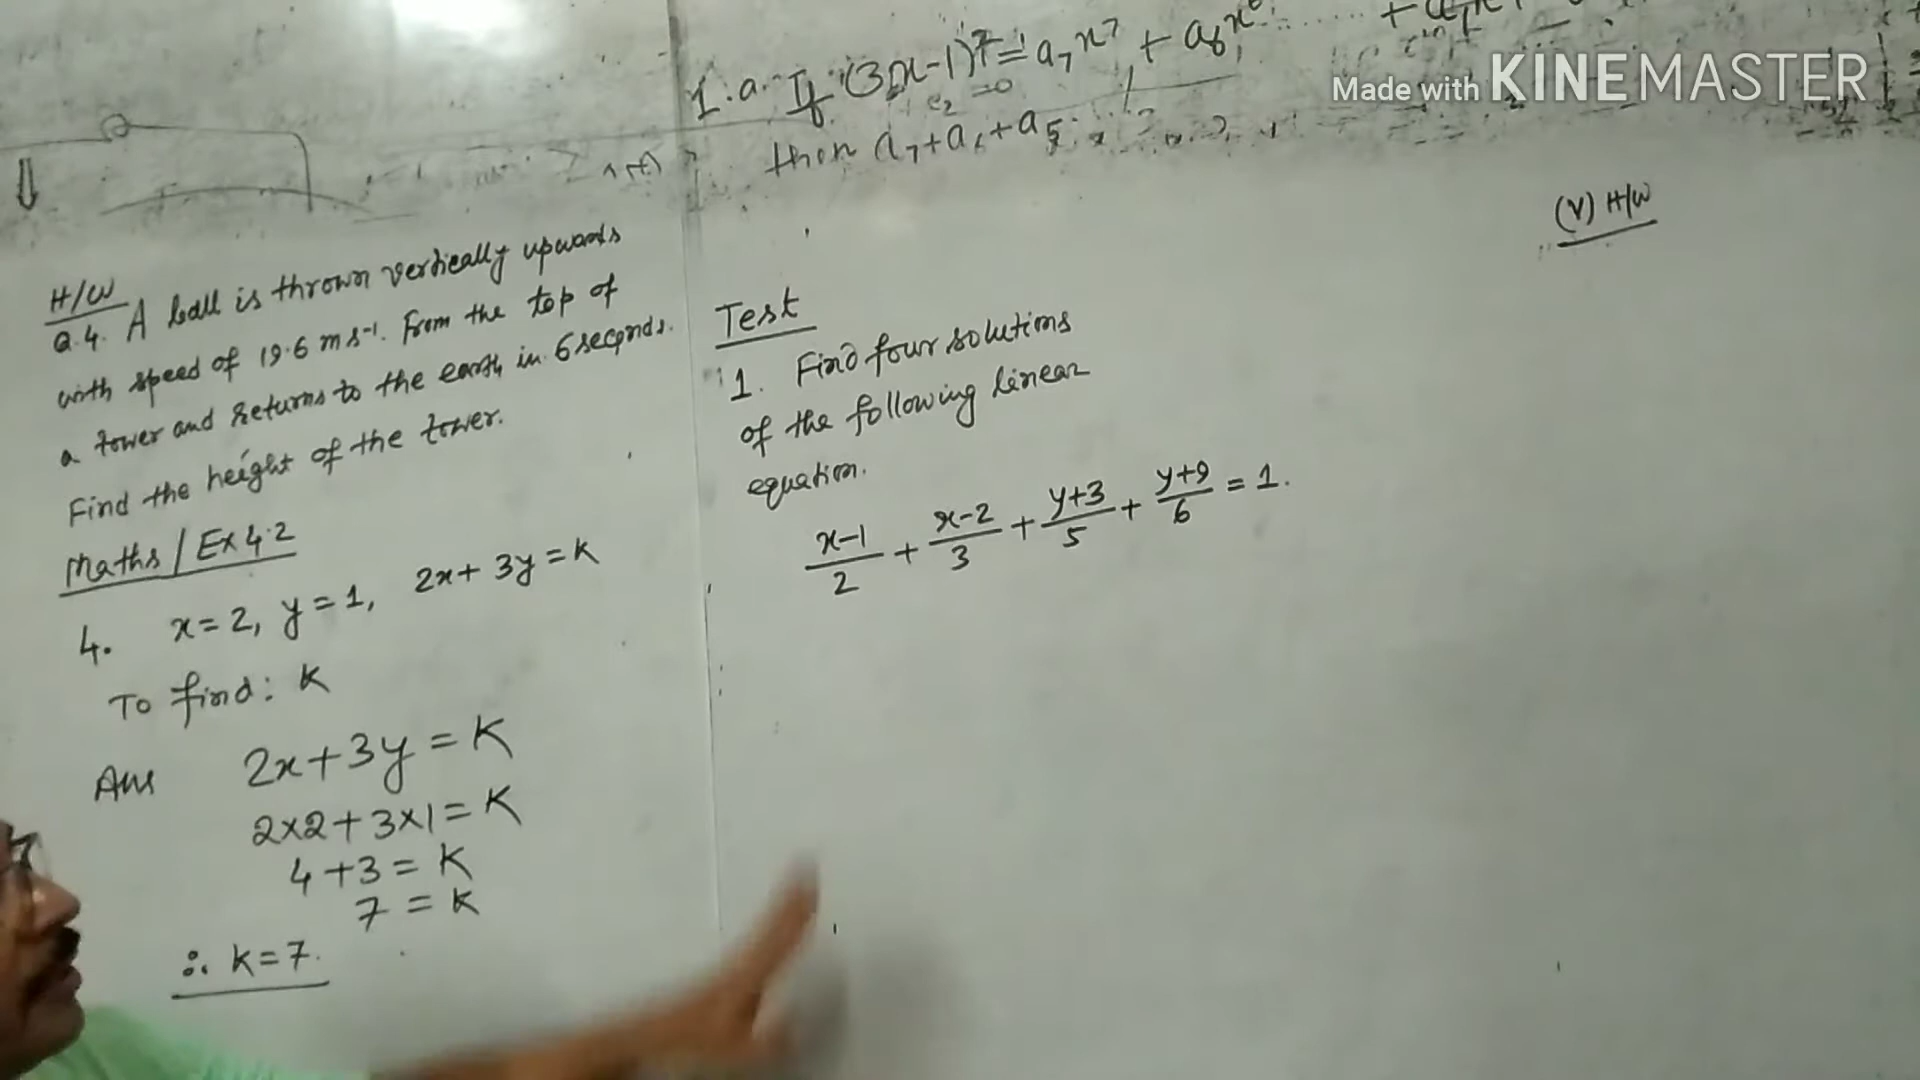 1.a. If (3x-1)⁷ = a₇x⁷ + a₆x⁶ ........ +
then a₇+a₆+a₅
Made with KINEMASTER
(V) H/W
H/W
Q.4. A ball is thrown vertically upwards
with speed of 19.6 m s⁻¹. From the top of
a tower and returns to the earth in 6 seconds.
Find the height of the tower.
Maths / Ex 4.2
4. x = 2, y = 1, 2x + 3y = K
To find: K
Ans 2x + 3y = K
2×2 + 3×1 = K
4 + 3 = K
7 = K
∴ K = 7.
Test
1. Find four solutions
of the following linear
equation.
(x-1)/2 + (x-2)/3 + (y+3)/5 + (y+9)/6 = 1.